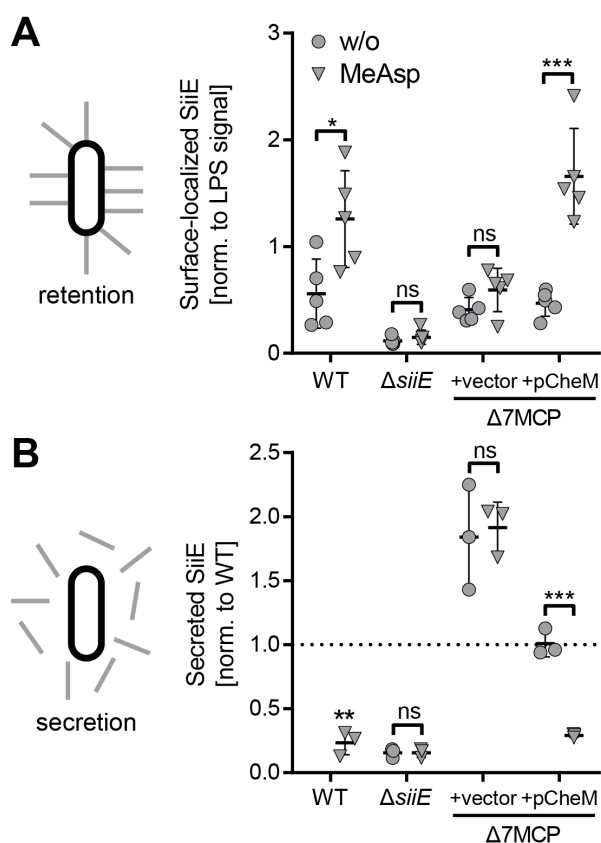 A
Surface-localized SiiE
[norm. to LPS signal]
3
2
1
0
w/o
MeAsp
*
ns
ns
***
retention
WT
ΔsiiE
+vector
+pCheM
Δ7MCP
B
Secreted SiiE
[norm. to WT]
2.5
2.0
1.5
1.0
0.5
0.0
ns
***
**
ns
secretion
WT
ΔsiiE
+vector
+pCheM
Δ7MCP